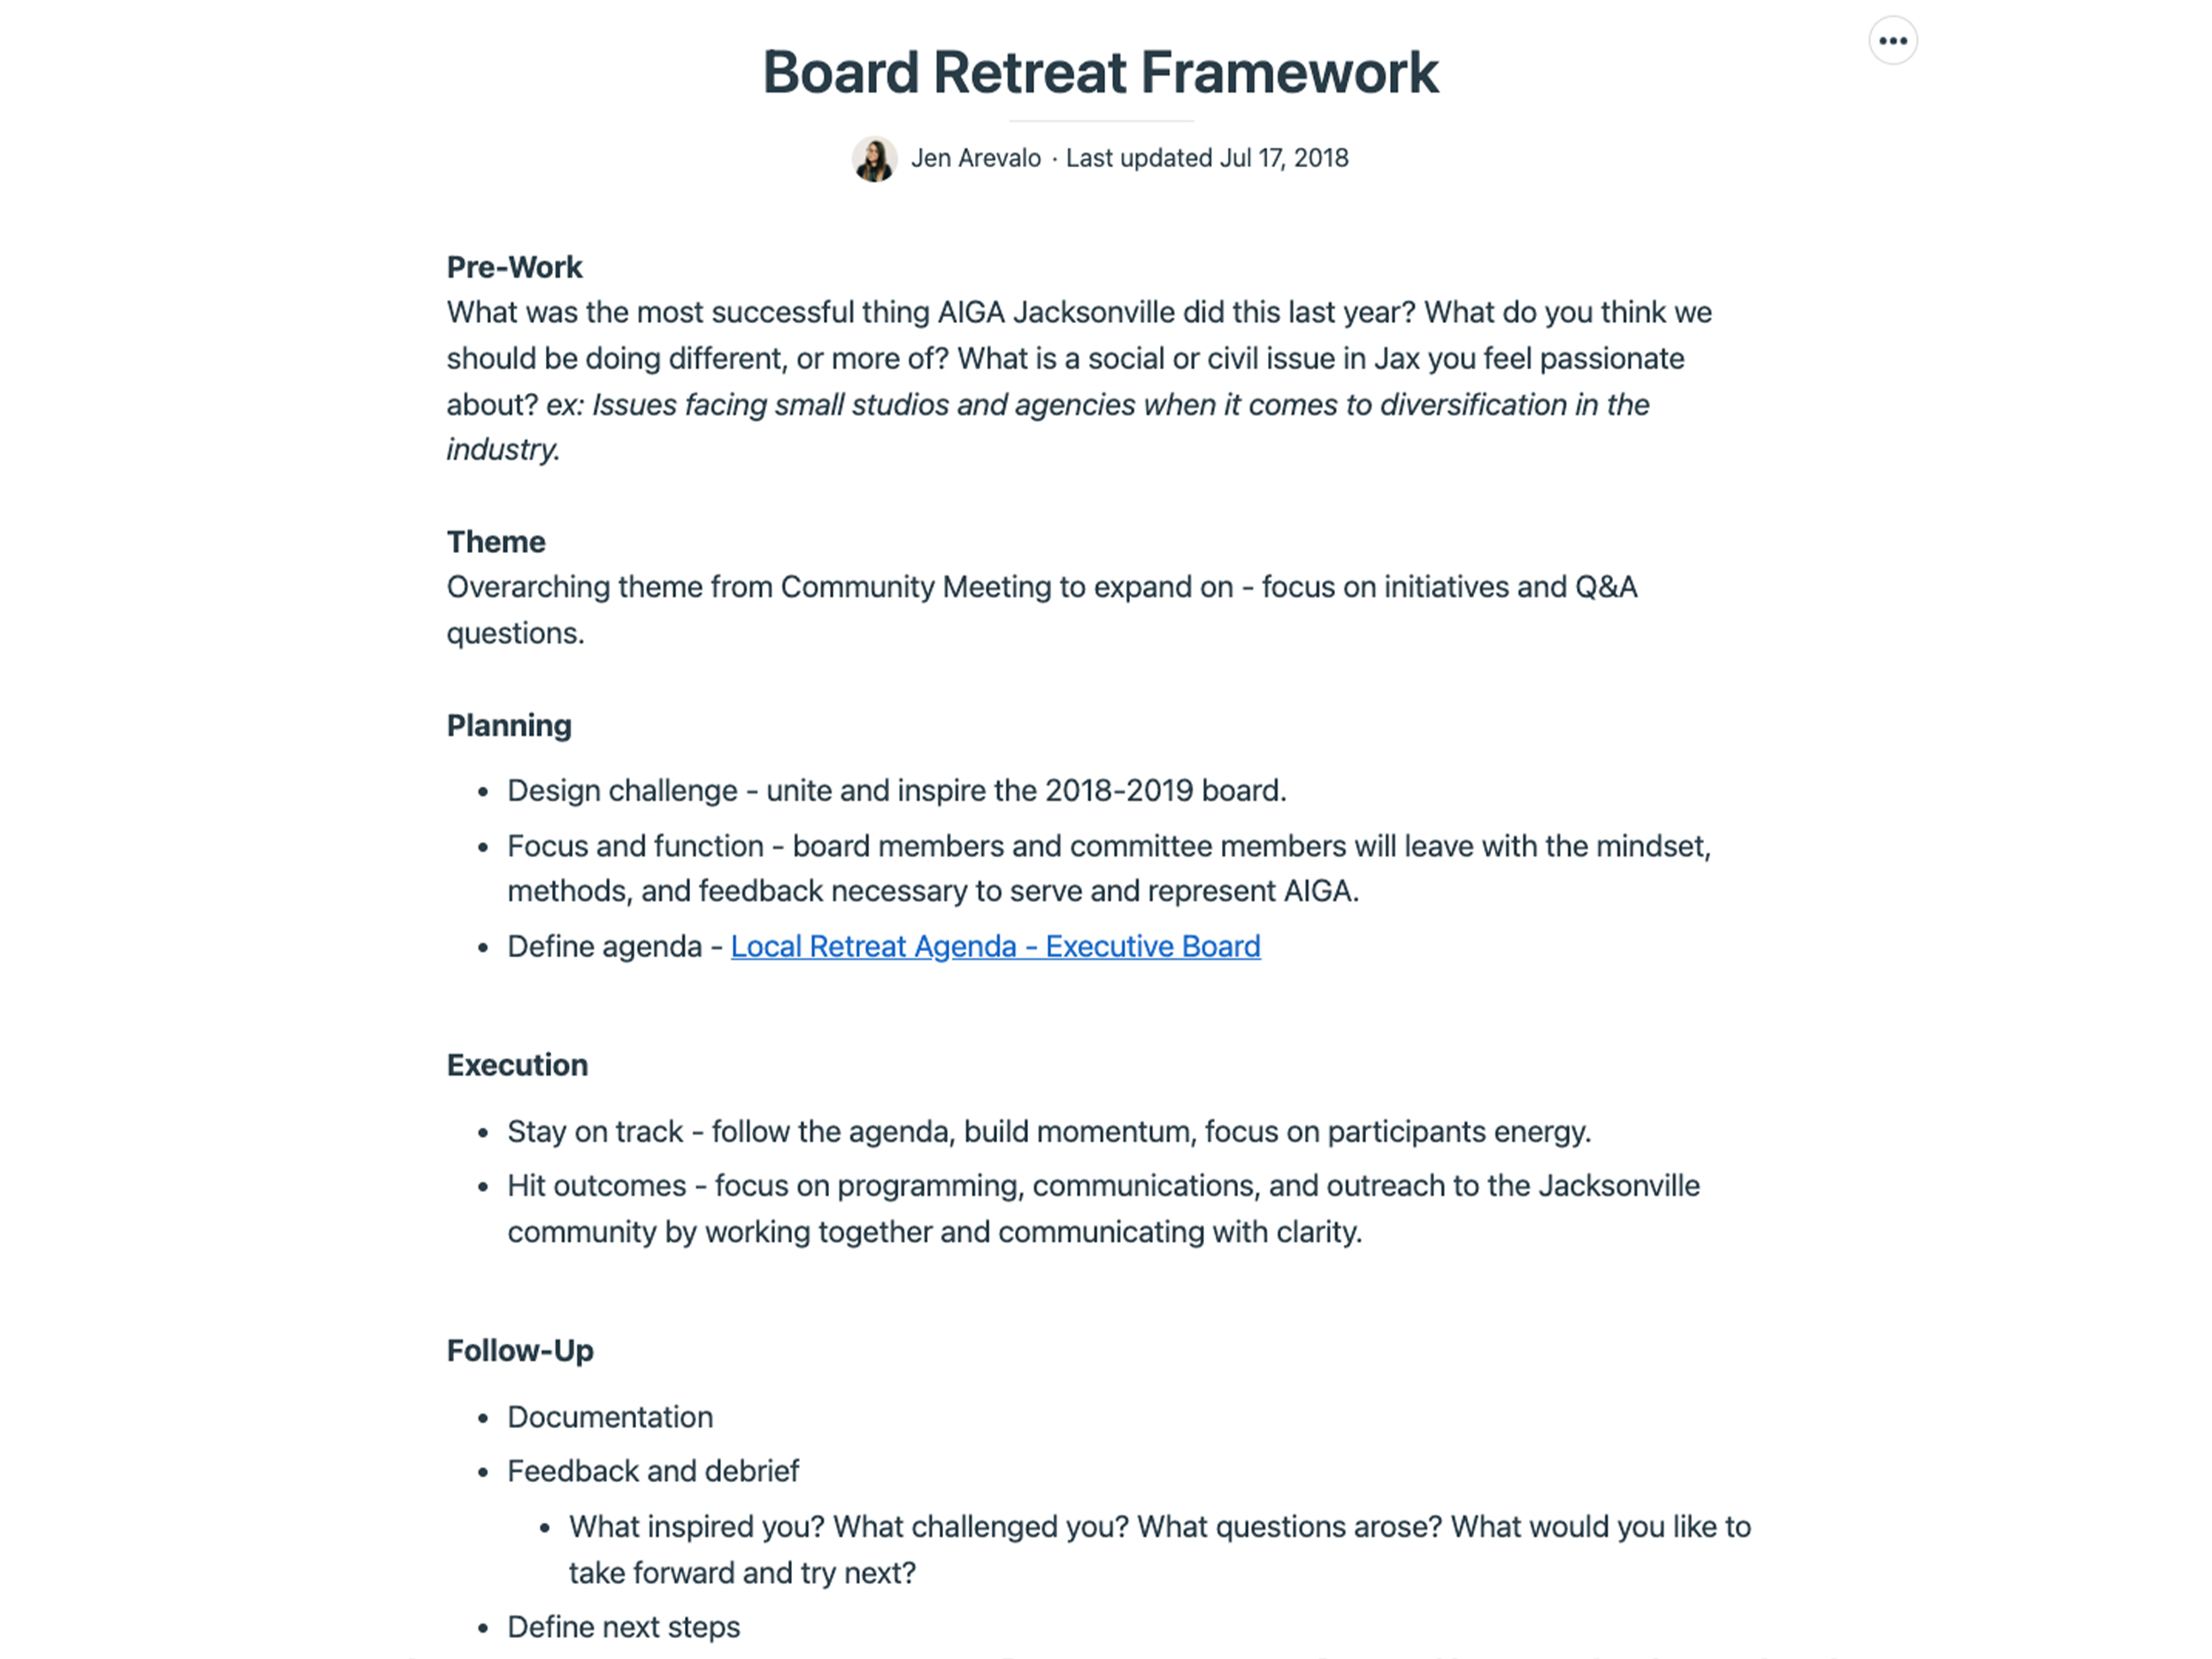 Board Retreat Framework
Jen Arevalo · Last updated Jul 17, 2018
Pre-Work
What was the most successful thing AIGA Jacksonville did this last year? What do you think we
should be doing different, or more of? What is a social or civil issue in Jax you feel passionate
about? ex: Issues facing small studios and agencies when it comes to diversification in the
industry.
Theme
Overarching theme from Community Meeting to expand on - focus on initiatives and Q&A
questions.
Planning
• Design challenge - unite and inspire the 2018-2019 board.
• Focus and function - board members and committee members will leave with the mindset,
methods, and feedback necessary to serve and represent AIGA.
• Define agenda - Local Retreat Agenda - Executive Board
Execution
• Stay on track - follow the agenda, build momentum, focus on participants energy.
• Hit outcomes - focus on programming, communications, and outreach to the Jacksonville
community by working together and communicating with clarity.
Follow-Up
• Documentation
• Feedback and debrief
• What inspired you? What challenged you? What questions arose? What would you like to
take forward and try next?
• Define next steps